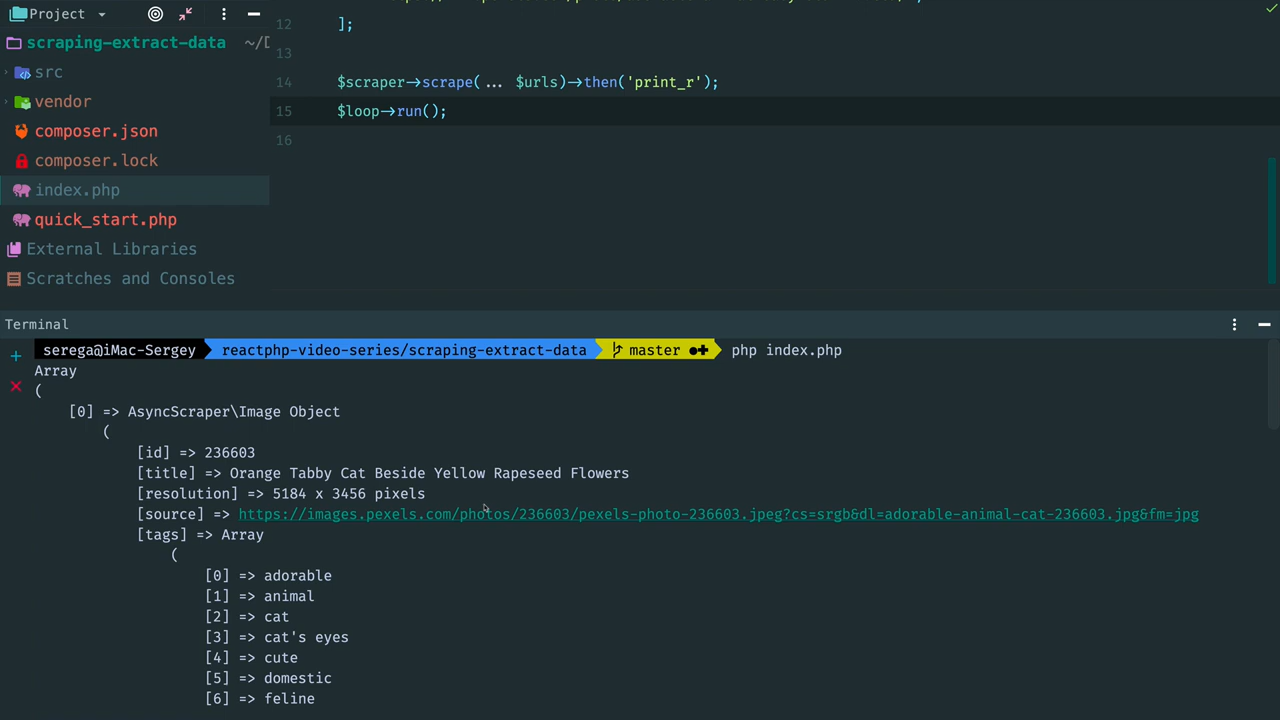 Project
scraping-extract-data ~/D
src
vendor
composer.json
composer.lock
index.php
quick_start.php
External Libraries
Scratches and Consoles
12 ];
13
14 $scraper->scrape(... $urls)->then('print_r');
15 $loop->run();
16
Terminal
serega@iMac-Sergey reactphp-video-series/scraping-extract-data master ●✚ php index.php
Array
(
[0] => AsyncScraper\Image Object
(
[id] => 236603
[title] => Orange Tabby Cat Beside Yellow Rapeseed Flowers
[resolution] => 5184 x 3456 pixels
[source] => https://images.pexels.com/photos/236603/pexels-photo-236603.jpeg?cs=srgb&dl=adorable-animal-cat-236603.jpg&fm=jpg
[tags] => Array
(
[0] => adorable
[1] => animal
[2] => cat
[3] => cat's eyes
[4] => cute
[5] => domestic
[6] => feline